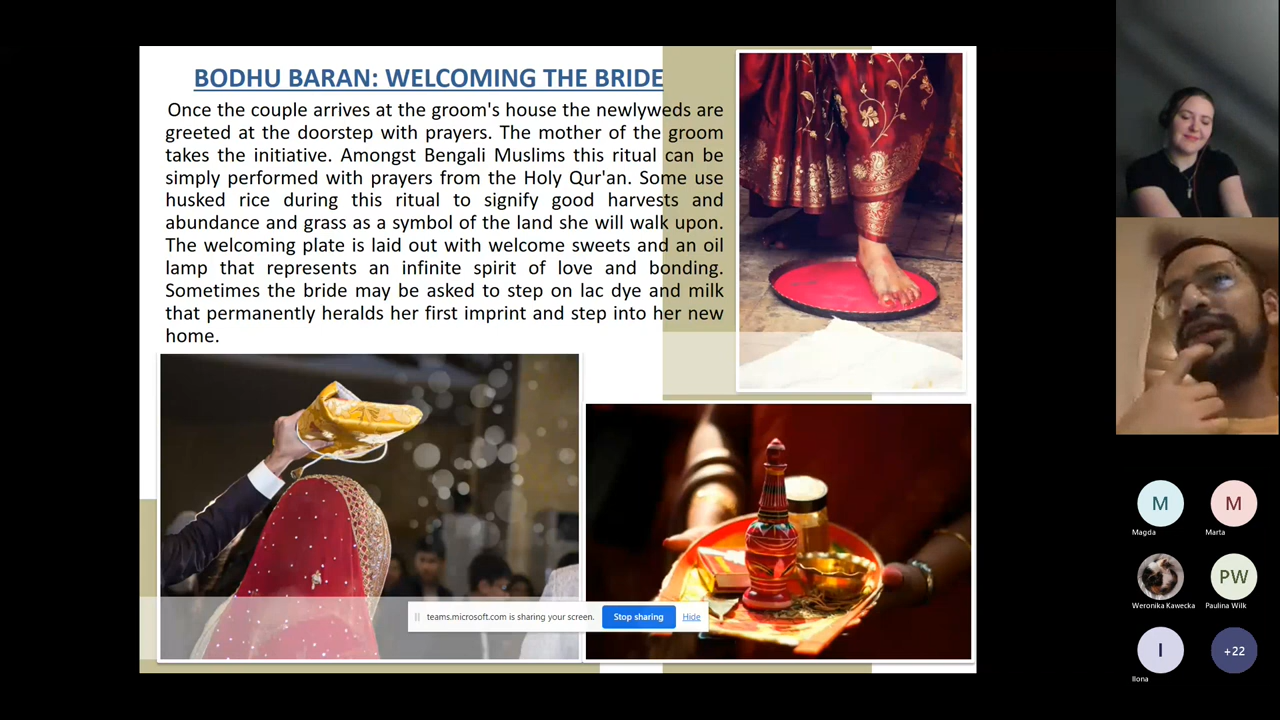 BODHU BARAN: WELCOMING THE BRIDE
Once the couple arrives at the groom's house the newlyweds are
greeted at the doorstep with prayers. The mother of the groom
takes the initiative. Amongst Bengali Muslims this ritual can be
simply performed with prayers from the Holy Qur'an. Some use
husked rice during this ritual to signify good harvests and
abundance and grass as a symbol of the land she will walk upon.
The welcoming plate is laid out with welcome sweets and an oil
lamp that represents an infinite spirit of love and bonding.
Sometimes the bride may be asked to step on lac dye and milk
that permanently heralds her first imprint and step into her new
home.
teams.microsoft.com is sharing your screen. Stop sharing Hide
M M
Magda Marta
PW
Weronika Kawecka Paulina Wilk
I +22
Ilona